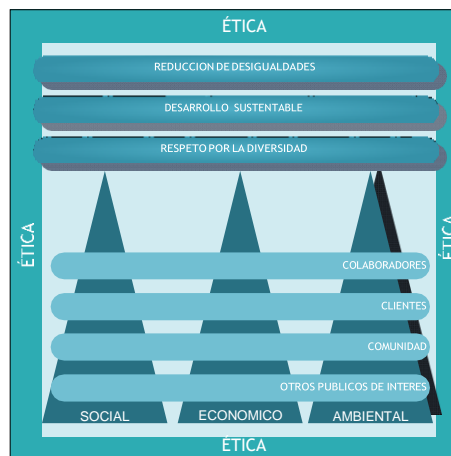 ÉTICA
REDUCCION DE DESIGUALDADES
DESARROLLO SUSTENTABLE
RESPETO POR LA DIVERSIDAD
ÉTICA
ÉTICA
COLABORADORES
CLIENTES
COMUNIDAD
OTROS PUBLICOS DE INTERES
SOCIAL
ECONOMICO
AMBIENTAL
ÉTICA